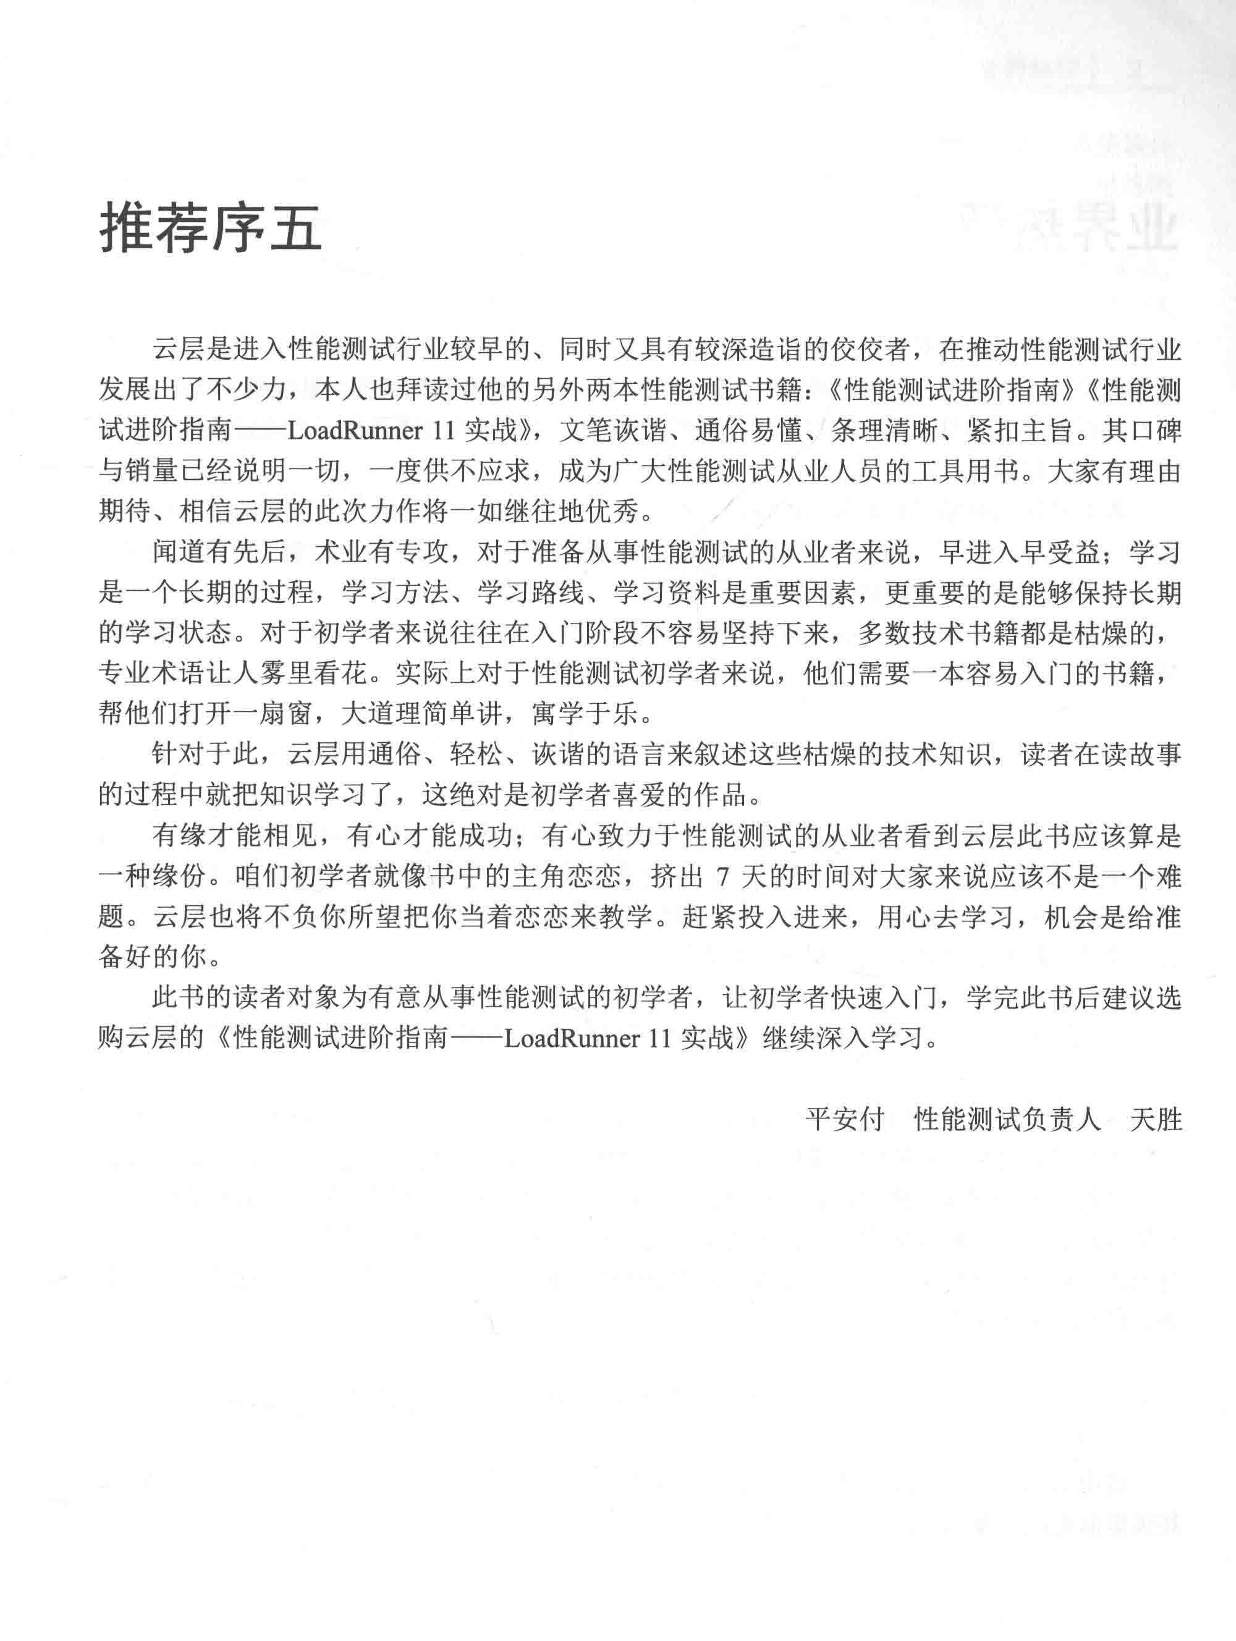 推荐序五
云层是进入性能测试行业较早的、同时又具有较深造诣的佼佼者，在推动性能测试行业
发展出了不少力，本人也拜读过他的另外两本性能测试书籍：《性能测试进阶指南》《性能测
试进阶指南——LoadRunner 11 实战》，文笔诙谐、通俗易懂、条理清晰、紧扣主旨。其口碑
与销量已经说明一切，一度供不应求，成为广大性能测试从业人员的工具用书。大家有理由
期待、相信云层的此次力作将一如继往地优秀。
闻道有先后，术业有专攻，对于准备从事性能测试的从业者来说，早进入早受益；学习
是一个长期的过程，学习方法、学习路线、学习资料是重要因素，更重要的是能够保持长期
的学习状态。对于初学者来说往往在入门阶段不容易坚持下来，多数技术书籍都是枯燥的，
专业术语让人雾里看花。实际上对于性能测试初学者来说，他们需要一本容易入门的书籍，
帮他们打开一扇窗，大道理简单讲，寓学于乐。
针对于此，云层用通俗、轻松、诙谐的语言来叙述这些枯燥的技术知识，读者在读故事
的过程中就把知识学习了，这绝对是初学者喜爱的作品。
有缘才能相见，有心才能成功；有心致力于性能测试的从业者看到云层此书应该算是
一种缘份。咱们初学者就像书中的主角恋恋，挤出 7 天的时间对大家来说应该不是一个难
题。云层也将不负你所望把你当着恋恋来教学。赶紧投入进来，用心去学习，机会是给准
备好的你。
此书的读者对象为有意从事性能测试的初学者，让初学者快速入门，学完此书后建议选
购云层的《性能测试进阶指南——LoadRunner 11 实战》继续深入学习。
平安付　性能测试负责人　天胜